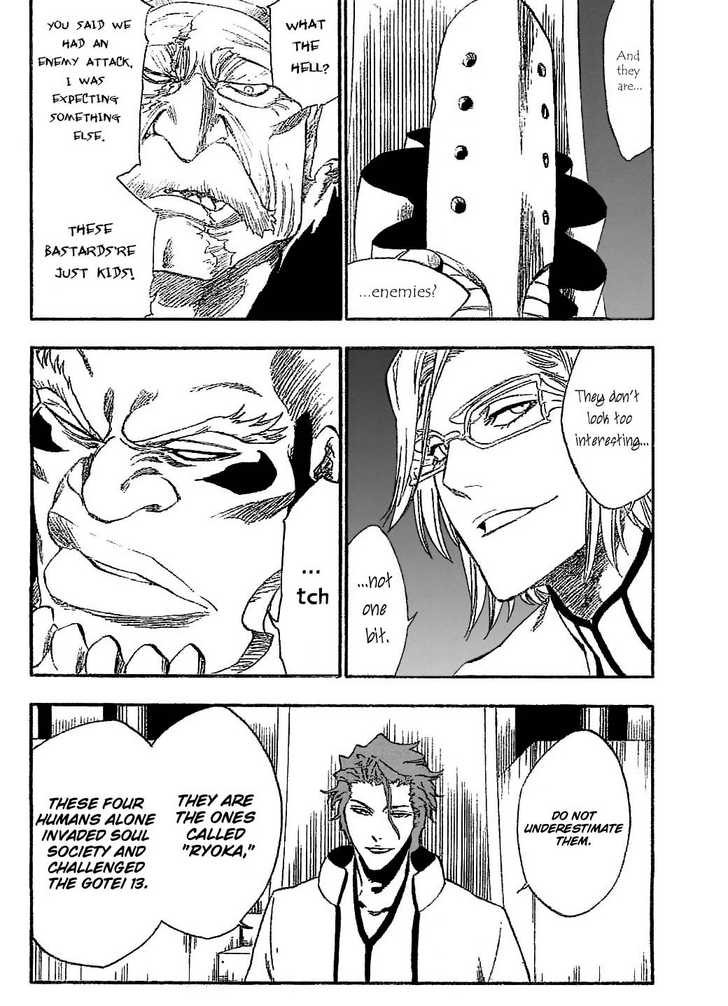 And
they
are...
...enemies?
WHAT
THE
HELL?
YOU SAID WE
HAD AN
ENEMY ATTACK.
I WAS
EXPECTING
SOMETHING
ELSE.
THESE
BASTARDS'RE
JUST KIDS!
They don't
look too
interesting...
...not
one
bit.
...
tch
DO NOT
UNDERESTIMATE
THEM.
THEY ARE
THE ONES
CALLED
"RYOKA,"
THESE FOUR
HUMANS ALONE
INVADED SOUL
SOCIETY AND
CHALLENGED
THE GOTEI 13.